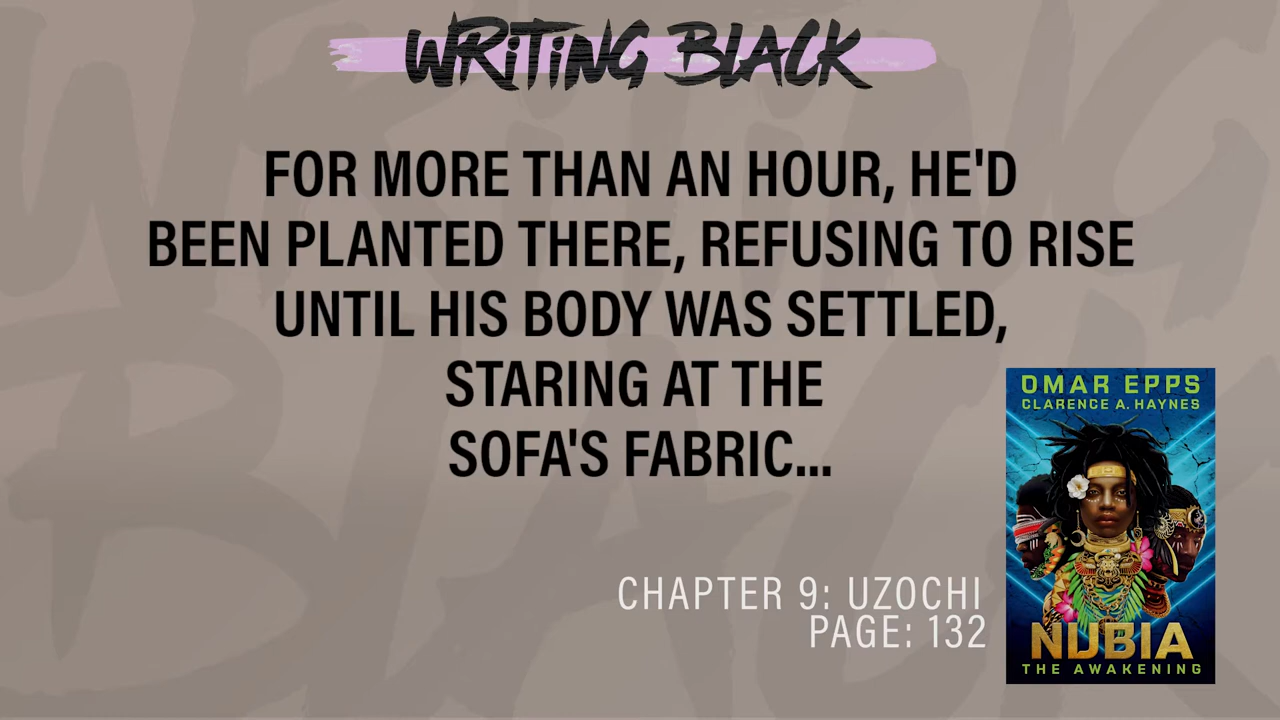 WRITING BLACK
FOR MORE THAN AN HOUR, HE'D
BEEN PLANTED THERE, REFUSING TO RISE
UNTIL HIS BODY WAS SETTLED,
STARING AT THE
SOFA'S FABRIC...
CHAPTER 9: UZOCHI
PAGE: 132
OMAR EPPS
CLARENCE A. HAYNES
NUBIA
THE AWAKENING